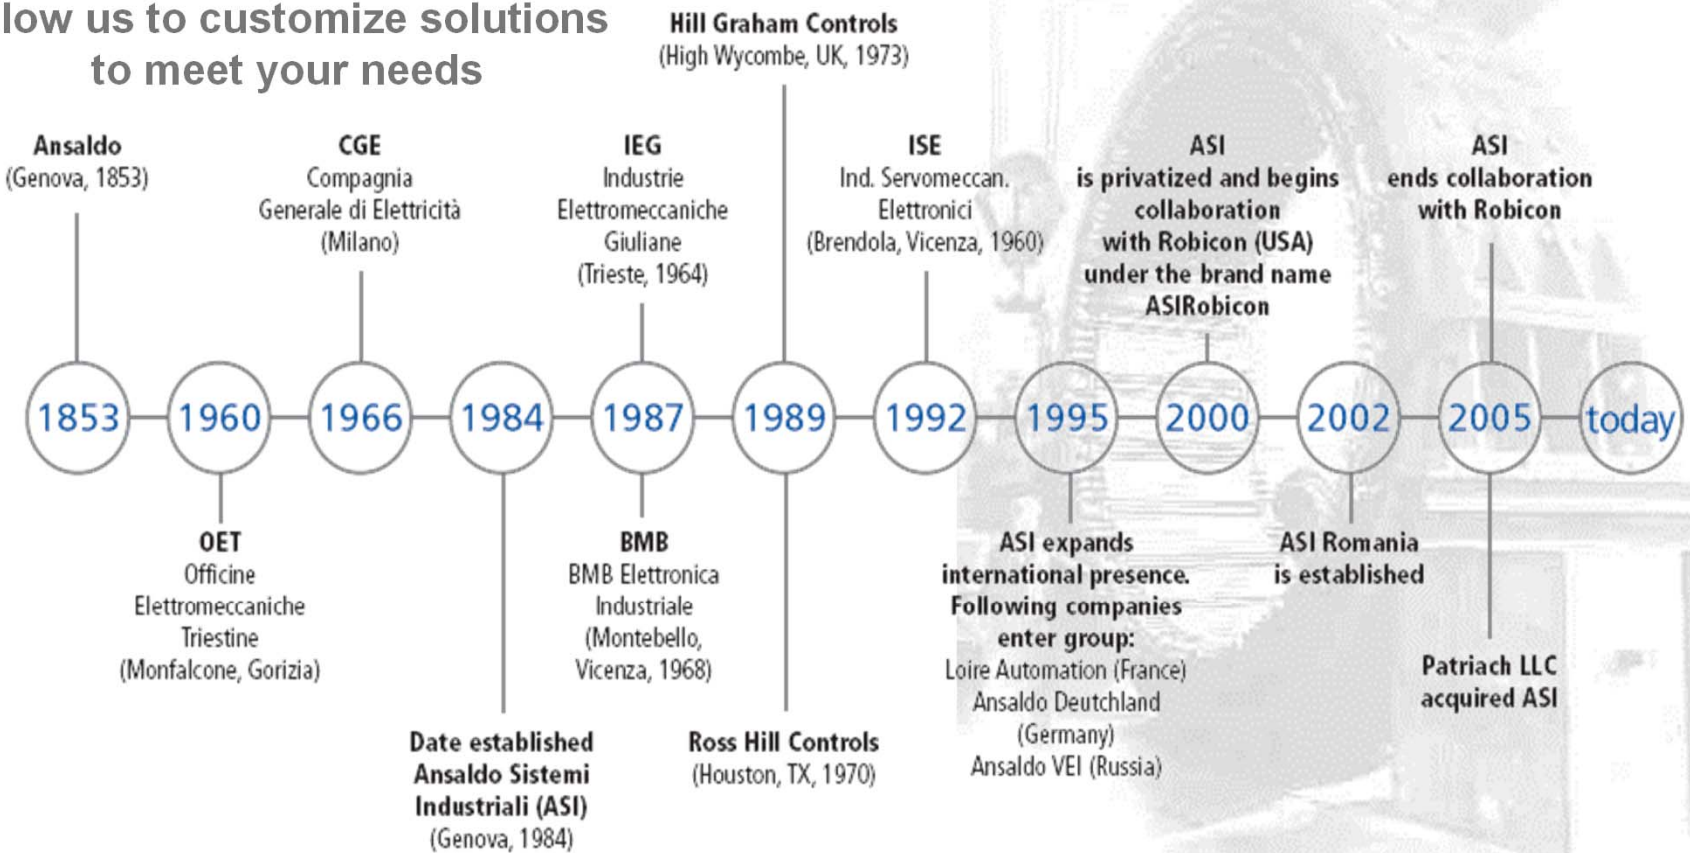 low us to customize solutions
to meet your needs
Hill Graham Controls
(High Wycombe, UK, 1973)
Ansaldo
(Genova, 1853)
CGE
Compagnia
Generale di Elettricità
(Milano)
IEG
Industrie
Elettromeccaniche
Giuliane
(Trieste, 1964)
ISE
Ind. Servomeccan.
Elettronici
(Brendola, Vicenza, 1960)
ASI
is privatized and begins
collaboration
with Robicon (USA)
under the brand name
ASIRobicon
ASI
ends collaboration
with Robicon
1853 1960 1966 1984 1987 1989 1992 1995 2000 2002 2005 today
OET
Officine
Elettromeccaniche
Triestine
(Monfalcone, Gorizia)
Date established
Ansaldo Sistemi
Industriali (ASI)
(Genova, 1984)
BMB
BMB Elettronica
Industriale
(Montebello,
Vicenza, 1968)
Ross Hill Controls
(Houston, TX, 1970)
ASI expands
international presence.
Following companies
enter group:
Loire Automation (France)
Ansaldo Deutchland
(Germany)
Ansaldo VEI (Russia)
ASI Romania
is established
Patriach LLC
acquired ASI